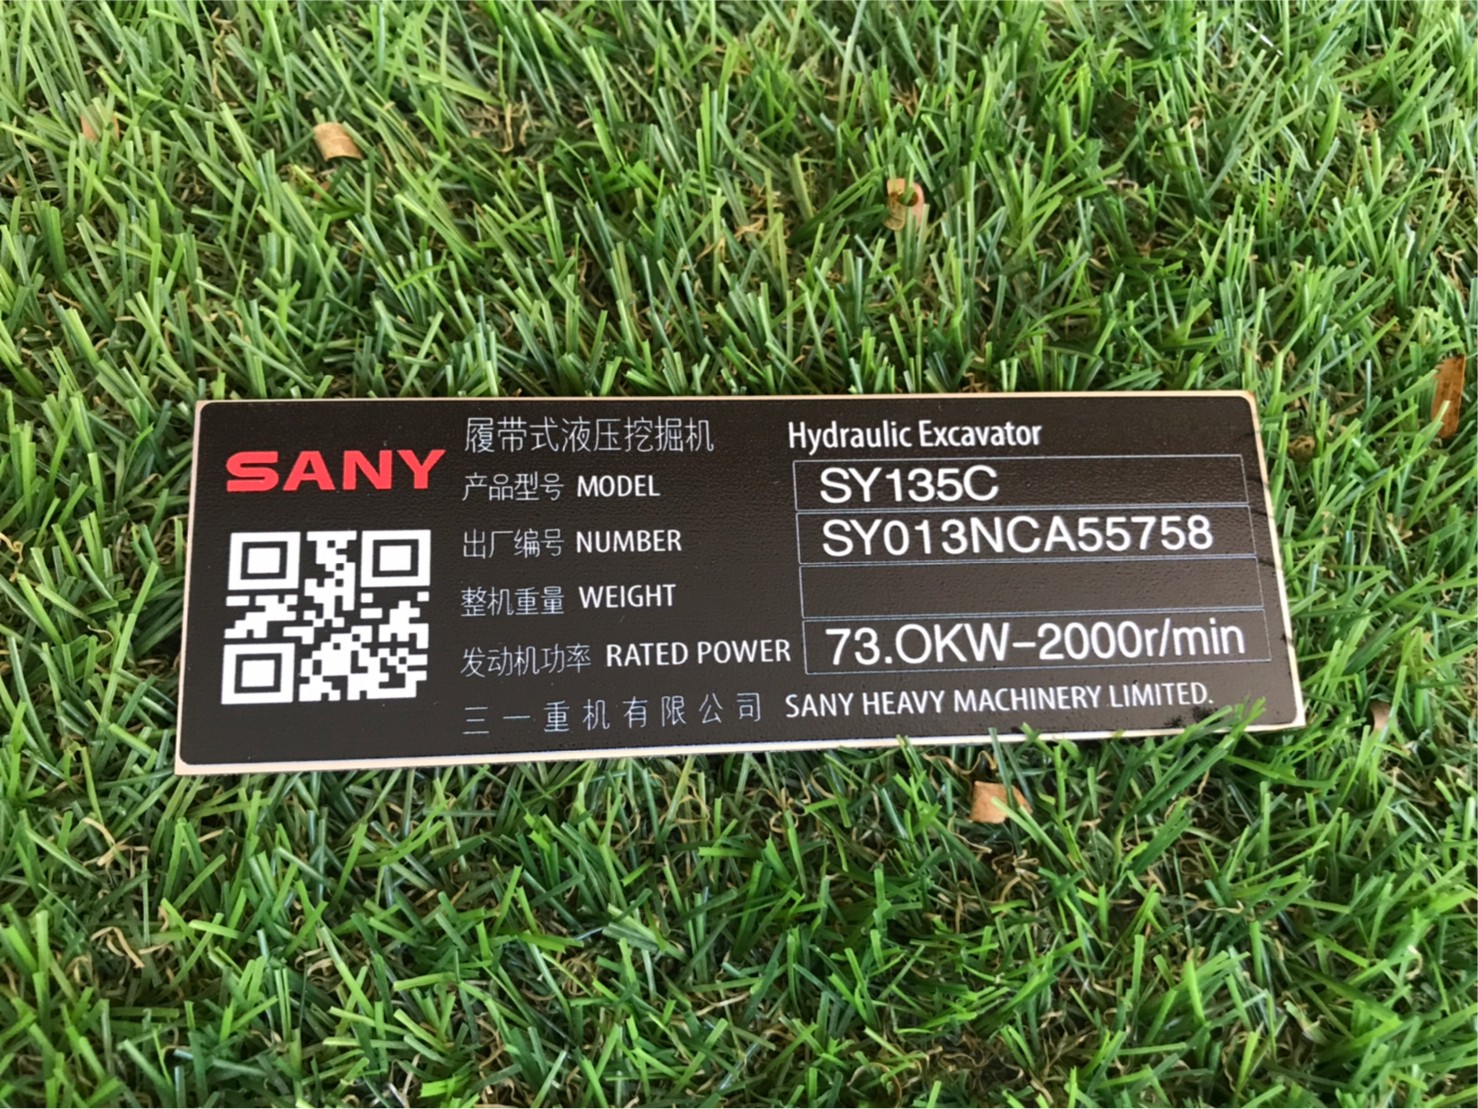 SANY
履带式液压挖掘机 Hydraulic Excavator
产品型号 MODEL SY135C
出厂编号 NUMBER SY013NCA55758
整机重量 WEIGHT
发动机功率 RATED POWER 73.0KW-2000r/min
三一重机有限公司 SANY HEAVY MACHINERY LIMITED.